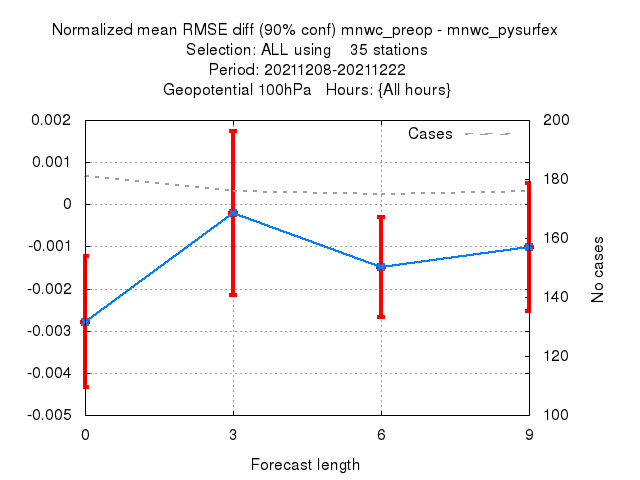 Normalized mean RMSE diff (90% conf) mnwc_preop - mnwc_pysurfex
Selection: ALL using 35 stations
Period: 20211208-20211222
Geopotential 100hPa Hours: {All hours}
0.002
0.001
0
-0.001
-0.002
-0.003
-0.004
-0.005
Cases
200
180
160
140
120
100
No cases
0 3 6 9
Forecast length